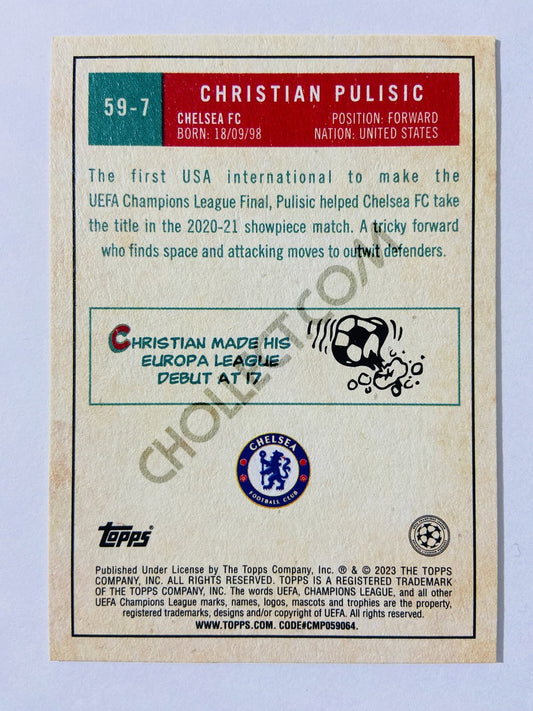 59-7
CHRISTIAN PULISIC
CHELSEA FC
BORN: 18/09/98
POSITION: FORWARD
NATION: UNITED STATES
The first USA international to make the
UEFA Champions League Final, Pulisic helped Chelsea FC take
the title in the 2020-21 showpiece match. A tricky forward
who finds space and attacking moves to outwit defenders.
CHRISTIAN MADE HIS
EUROPA LEAGUE
DEBUT AT 17
CHOLLECT.COM
CHELSEA
FOOTBALL CLUB
Topps®
Published Under License by The Topps Company, Inc. ® & © 2023 THE TOPPS
COMPANY, INC. ALL RIGHTS RESERVED. TOPPS IS A REGISTERED TRADEMARK
OF THE TOPPS COMPANY, INC. The words UEFA, CHAMPIONS LEAGUE, and all other
UEFA Champions League marks, names, logos, mascots and trophies are the property,
registered trademarks, designs and/or copyright of UEFA. All rights reserved.
WWW.TOPPS.COM. CODE#CMP059064.